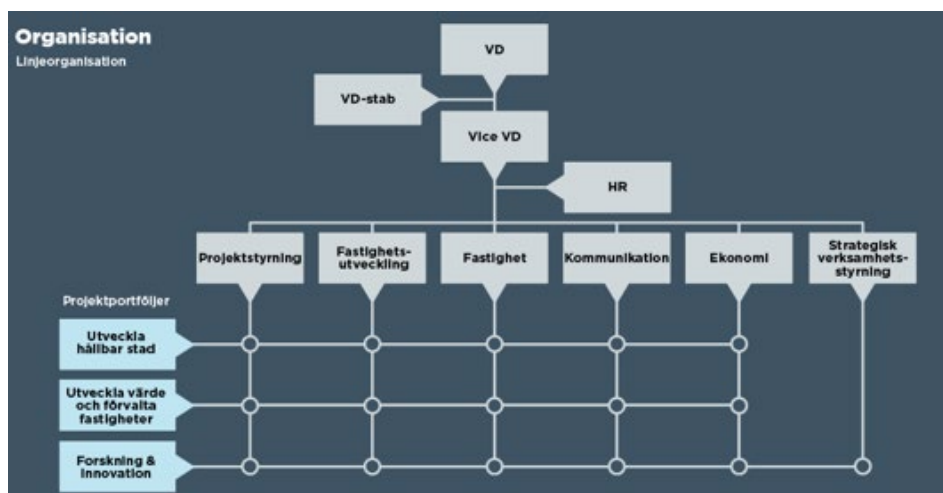 Organisation
Linjeorganisation
VD
VD-stab
Vice VD
HR
Projektstyrning
Fastighets-
utveckling
Fastighet
Kommunikation
Ekonomi
Strategisk
verksamhets-
styrning
Projektportföljer
Utveckla
hållbar stad
Utveckla värde
och förvalta
fastigheter
Forskning &
Innovation